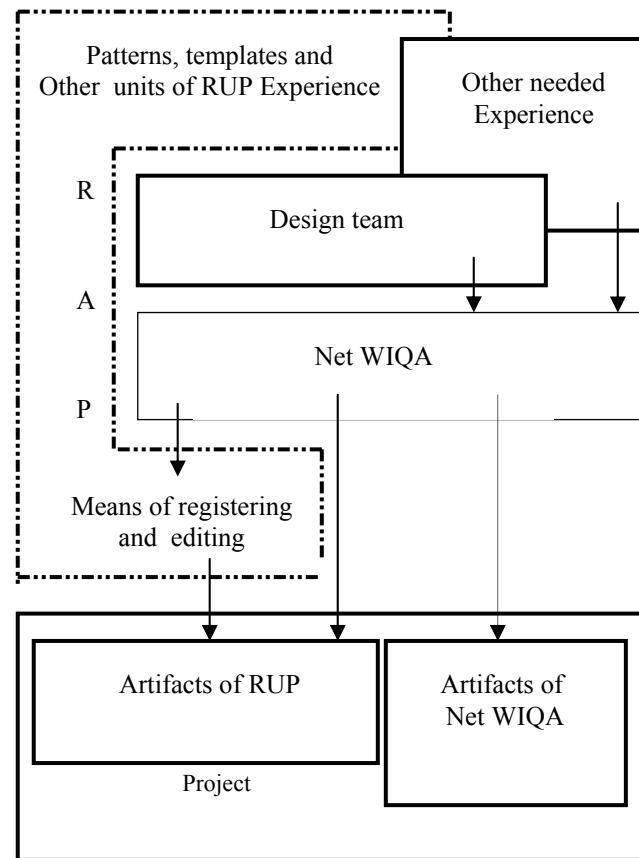 Patterns, templates and
Other units of RUP Experience
Other needed
Experience
R
Design team
A
Net WIQA
P
Means of registering
and editing
Artifacts of RUP
Artifacts of
Net WIQA
Project